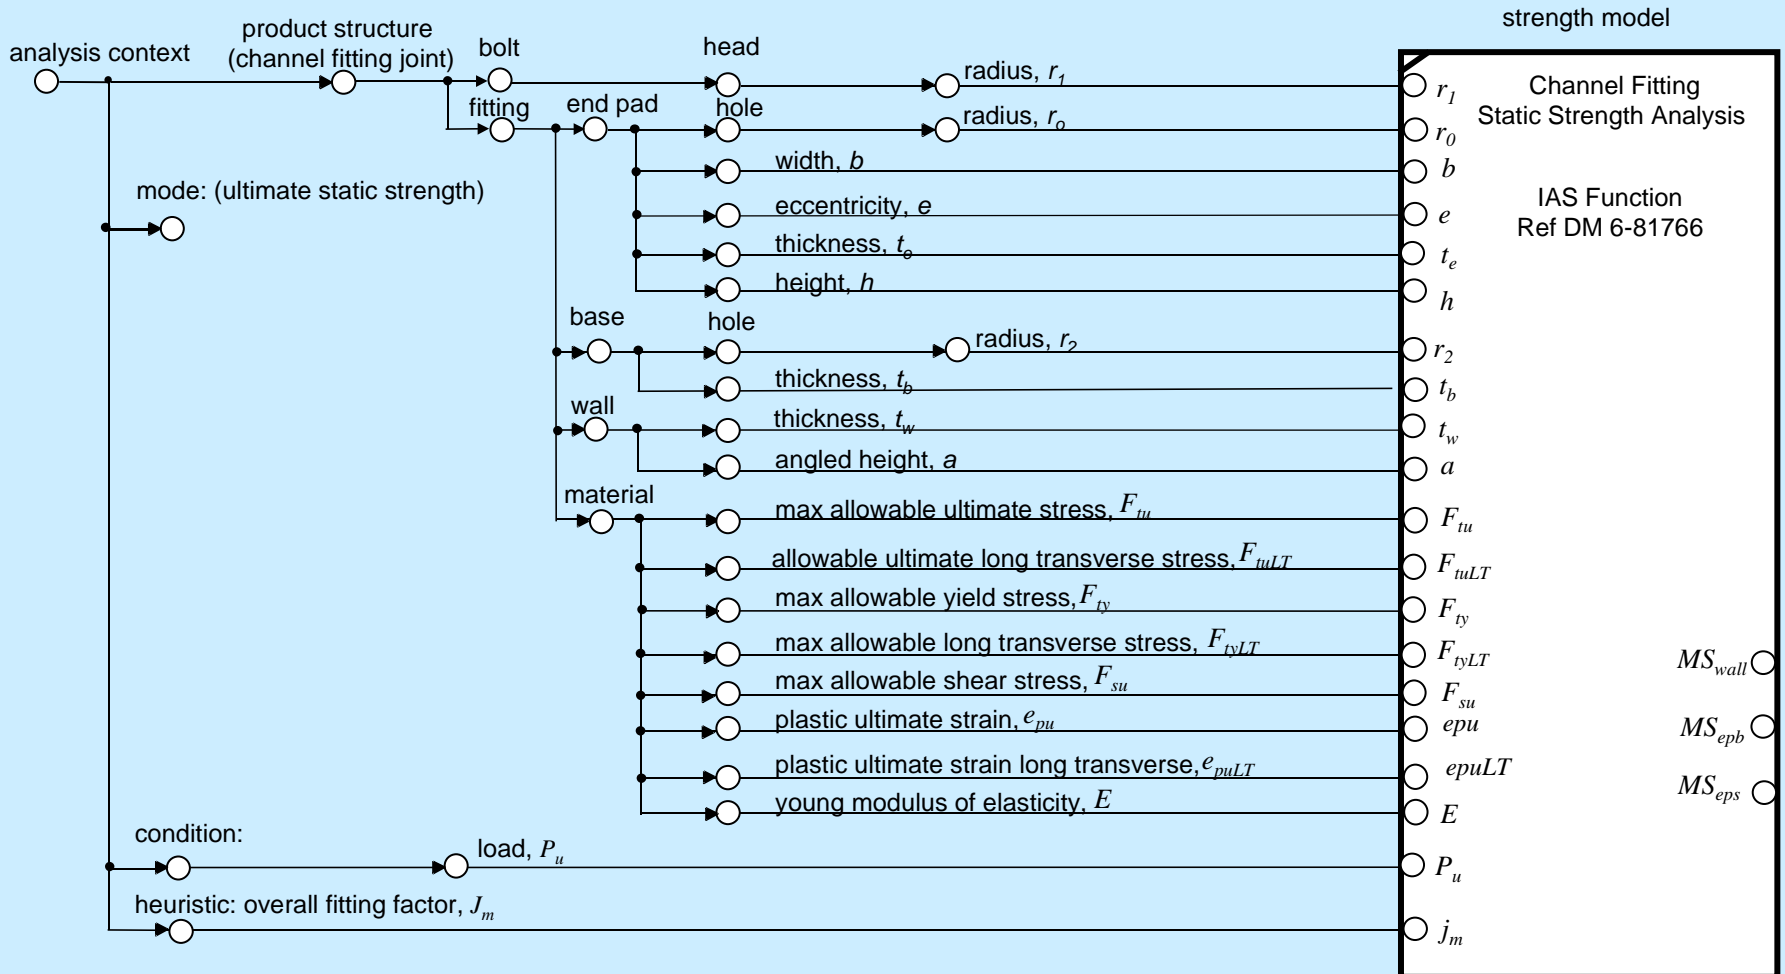 strength model
analysis context
product structure
(channel fitting joint)
bolt
head
radius, r1
r1
Channel Fitting
Static Strength Analysis
fitting
end pad
hole
radius, ro
r0
width, b
b
mode: (ultimate static strength)
IAS Function
Ref DM 6-81766
eccentricity, e
e
thickness, to
te
height, h
h
base
hole
radius, r2
r2
thickness, tb
tb
wall
thickness, tw
tw
angled height, a
a
material
max allowable ultimate stress, Ftu
Ftu
allowable ultimate long transverse stress, FtuLT
FtuLT
max allowable yield stress, Fty
Fty
max allowable long transverse stress, FtyLT
FtyLT
MSwall
max allowable shear stress, Fsu
Fsu
plastic ultimate strain, epu
epu
MSepb
plastic ultimate strain long transverse, epuLT
epuLT
MSeps
young modulus of elasticity, E
E
condition:
load, Pu
Pu
heuristic: overall fitting factor, Jm
jm